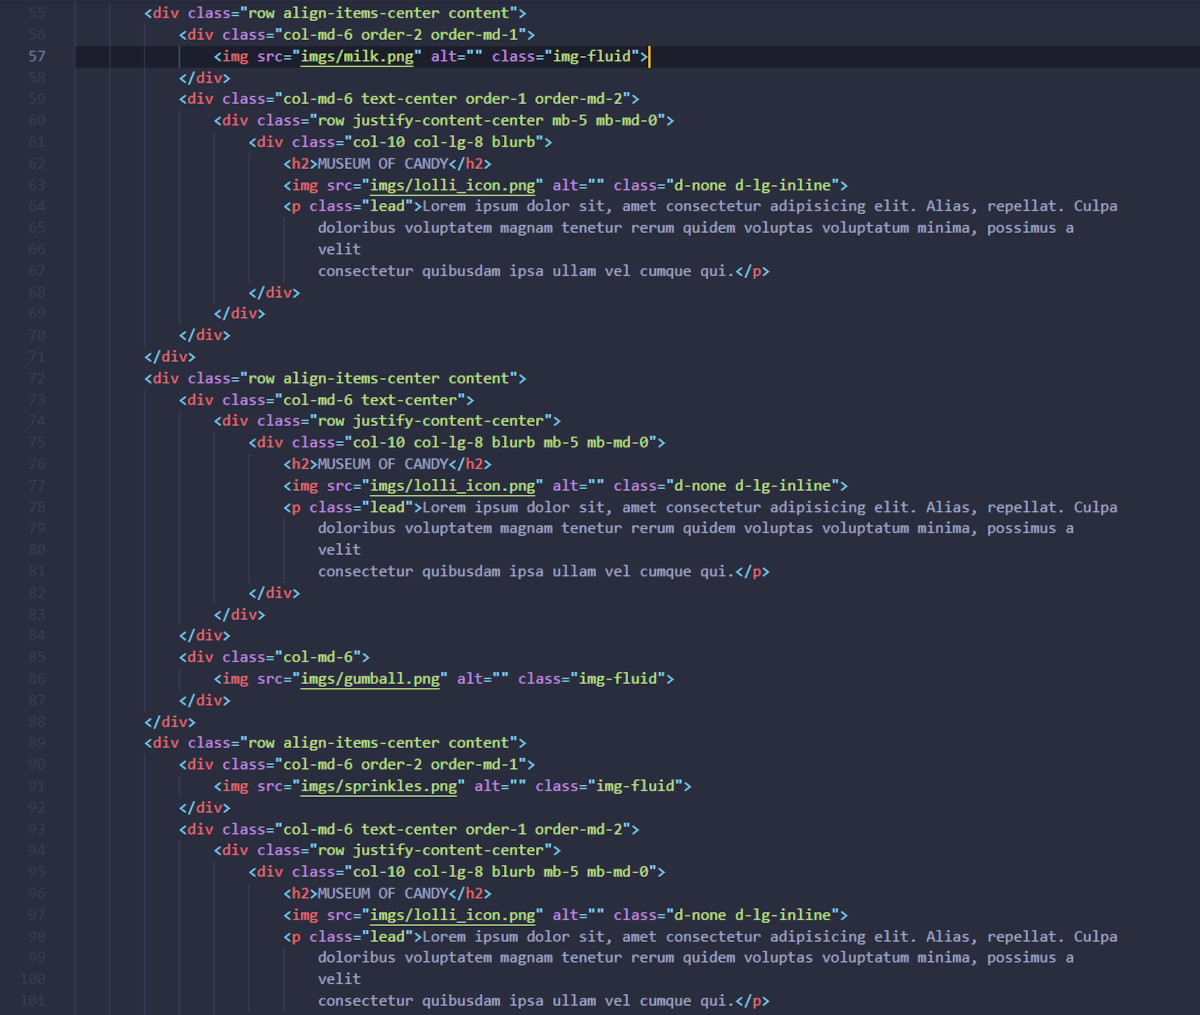 55 <div class="row align-items-center content">
56 <div class="col-md-6 order-2 order-md-1">
57 <img src="imgs/milk.png" alt="" class="img-fluid">
58 </div>
59 <div class="col-md-6 text-center order-1 order-md-2">
60 <div class="row justify-content-center mb-5 mb-md-0">
61 <div class="col-10 col-lg-8 blurb">
62 <h2>MUSEUM OF CANDY</h2>
63 <img src="imgs/lolli_icon.png" alt="" class="d-none d-lg-inline">
64 <p class="lead">Lorem ipsum dolor sit, amet consectetur adipisicing elit. Alias, repellat. Culpa
65 doloribus voluptatem magnam tenetur rerum quidem voluptas voluptatum minima, possimus a
66 velit
67 consectetur quibusdam ipsa ullam vel cumque qui.</p>
68 </div>
69 </div>
70 </div>
71 </div>
72 <div class="row align-items-center content">
73 <div class="col-md-6 text-center">
74 <div class="row justify-content-center">
75 <div class="col-10 col-lg-8 blurb mb-5 mb-md-0">
76 <h2>MUSEUM OF CANDY</h2>
77 <img src="imgs/lolli_icon.png" alt="" class="d-none d-lg-inline">
78 <p class="lead">Lorem ipsum dolor sit, amet consectetur adipisicing elit. Alias, repellat. Culpa
79 doloribus voluptatem magnam tenetur rerum quidem voluptas voluptatum minima, possimus a
80 velit
81 consectetur quibusdam ipsa ullam vel cumque qui.</p>
82 </div>
83 </div>
84 </div>
85 <div class="col-md-6">
86 <img src="imgs/gumball.png" alt="" class="img-fluid">
87 </div>
88 </div>
89 <div class="row align-items-center content">
90 <div class="col-md-6 order-2 order-md-1">
91 <img src="imgs/sprinkles.png" alt="" class="img-fluid">
92 </div>
93 <div class="col-md-6 text-center order-1 order-md-2">
94 <div class="row justify-content-center">
95 <div class="col-10 col-lg-8 blurb mb-5 mb-md-0">
96 <h2>MUSEUM OF CANDY</h2>
97 <img src="imgs/lolli_icon.png" alt="" class="d-none d-lg-inline">
98 <p class="lead">Lorem ipsum dolor sit, amet consectetur adipisicing elit. Alias, repellat. Culpa
99 doloribus voluptatem magnam tenetur rerum quidem voluptas voluptatum minima, possimus a
100 velit
101 consectetur quibusdam ipsa ullam vel cumque qui.</p>